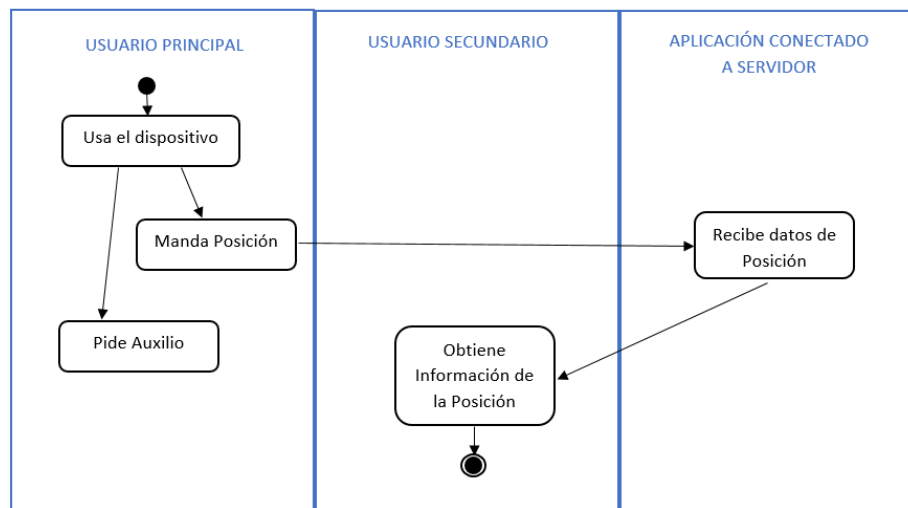 USUARIO PRINCIPAL
USUARIO SECUNDARIO
APLICACIÓN CONECTADO
A SERVIDOR
Usa el dispositivo
Manda Posición
Recibe datos de
Posición
Pide Auxilio
Obtiene
Información de
la Posición